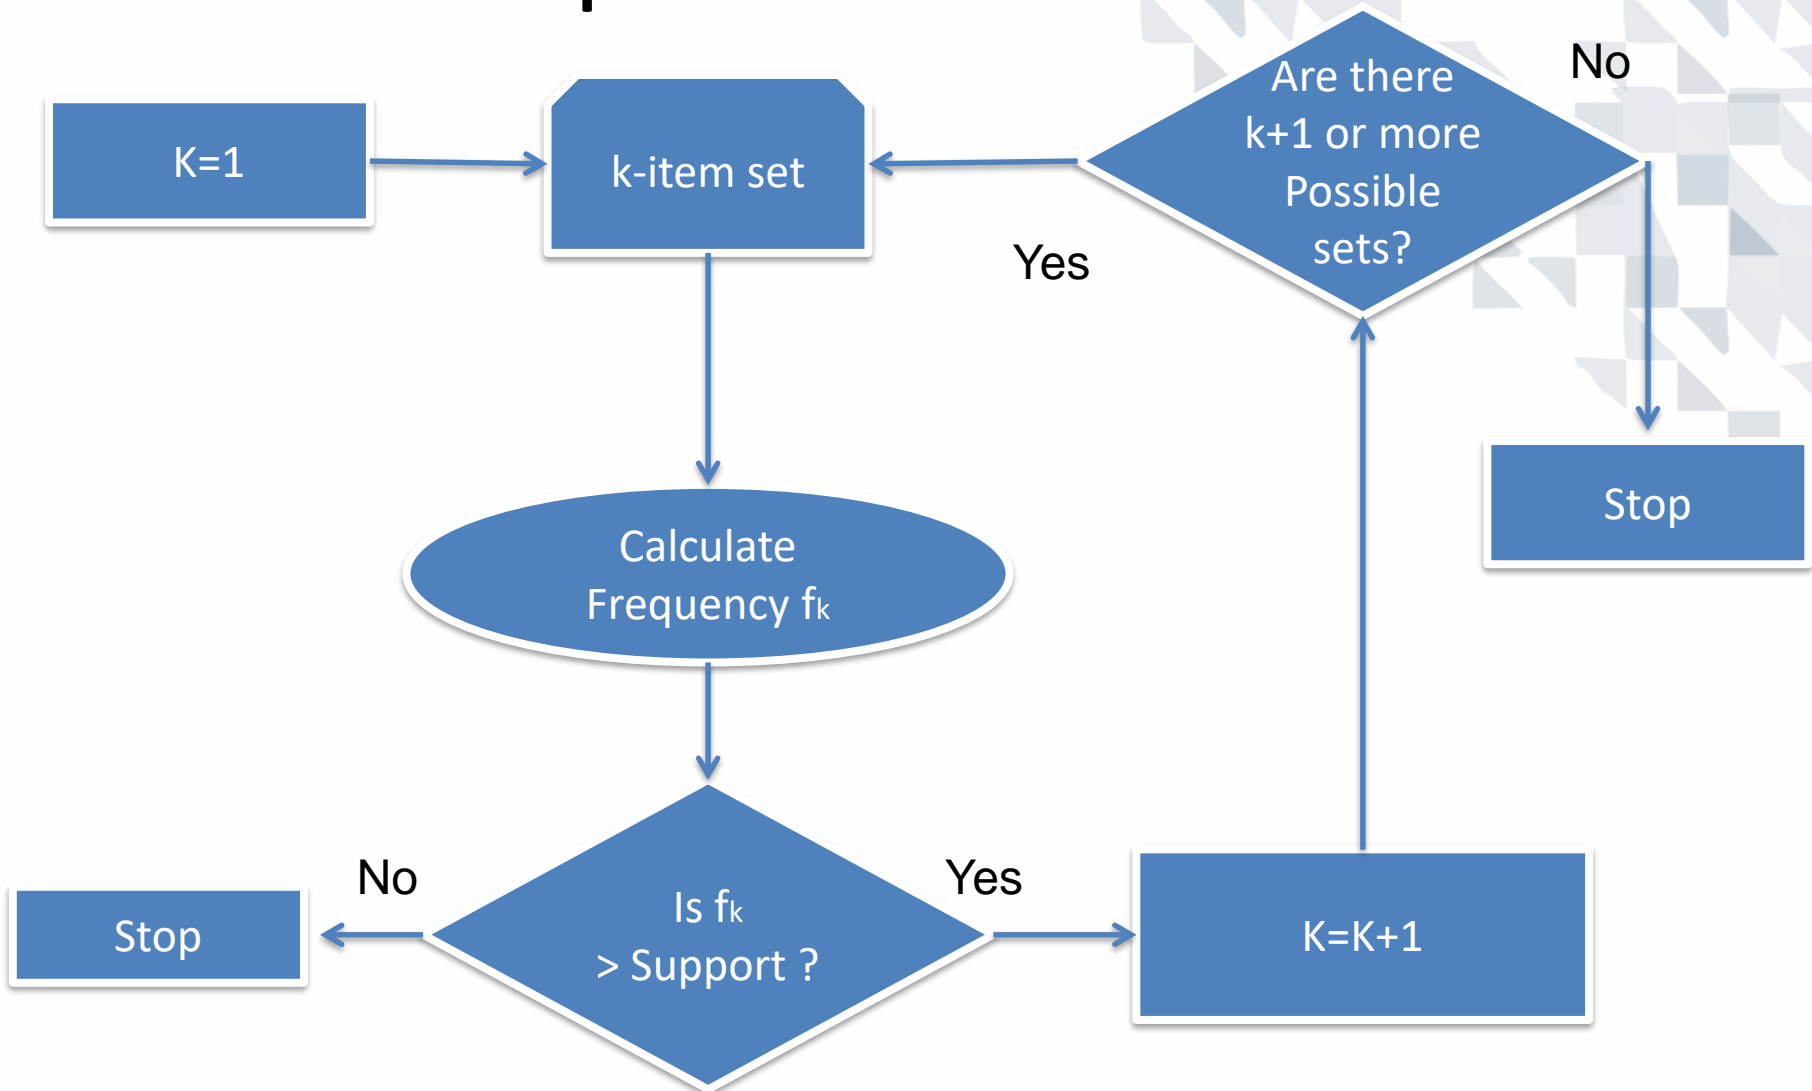 K=1
k-item set
Are there
k+1 or more
Possible
sets?
No
Yes
Stop
Calculate
Frequency fk
Is fk
> Support ?
No
Yes
Stop
K=K+1